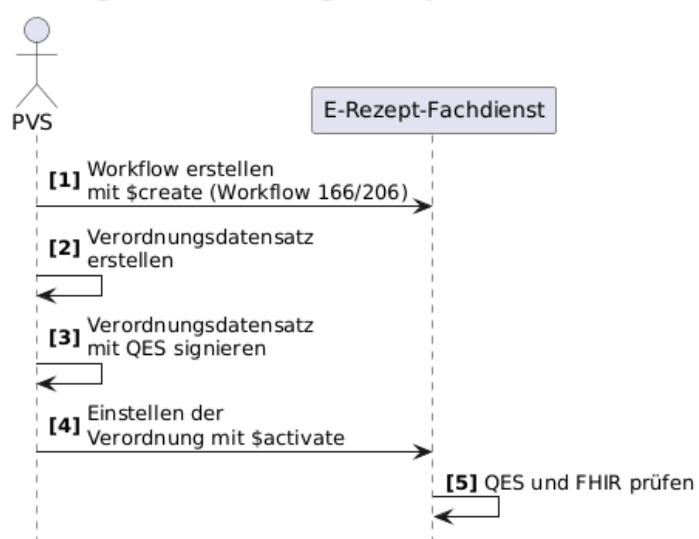 PVS
E-Rezept-Fachdienst
[1] Workflow erstellen
mit $create (Workflow 166/206)
[2] Verordnungsdatensatz
erstellen
[3] Verordnungsdatensatz
mit QES signieren
[4] Einstellen der
Verordnung mit $activate
[5] QES und FHIR prüfen